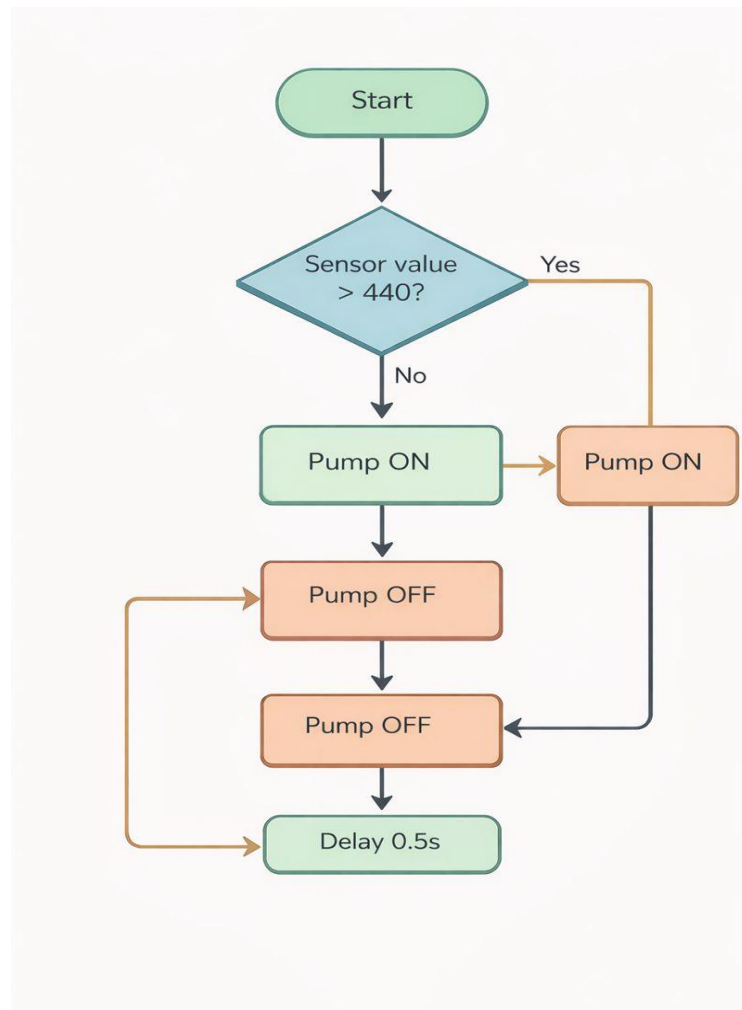 Start
Sensor value
> 440?
Yes
No
Pump ON
Pump ON
Pump OFF
Pump OFF
Delay 0.5s